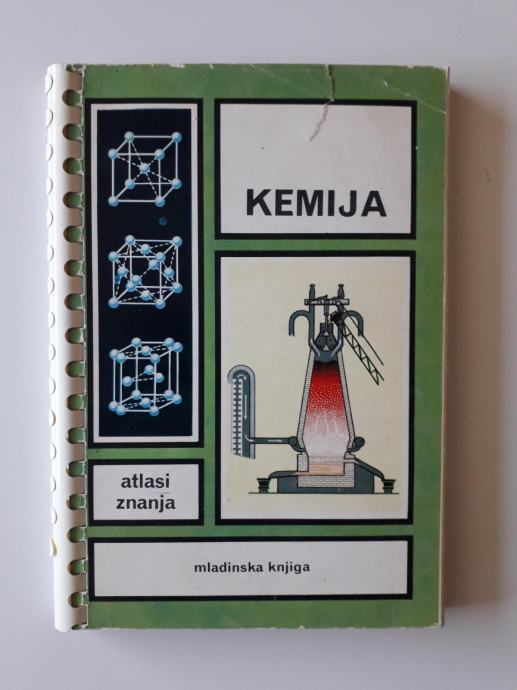 KEMIJA
atlasi
znanja
mladinska knjiga